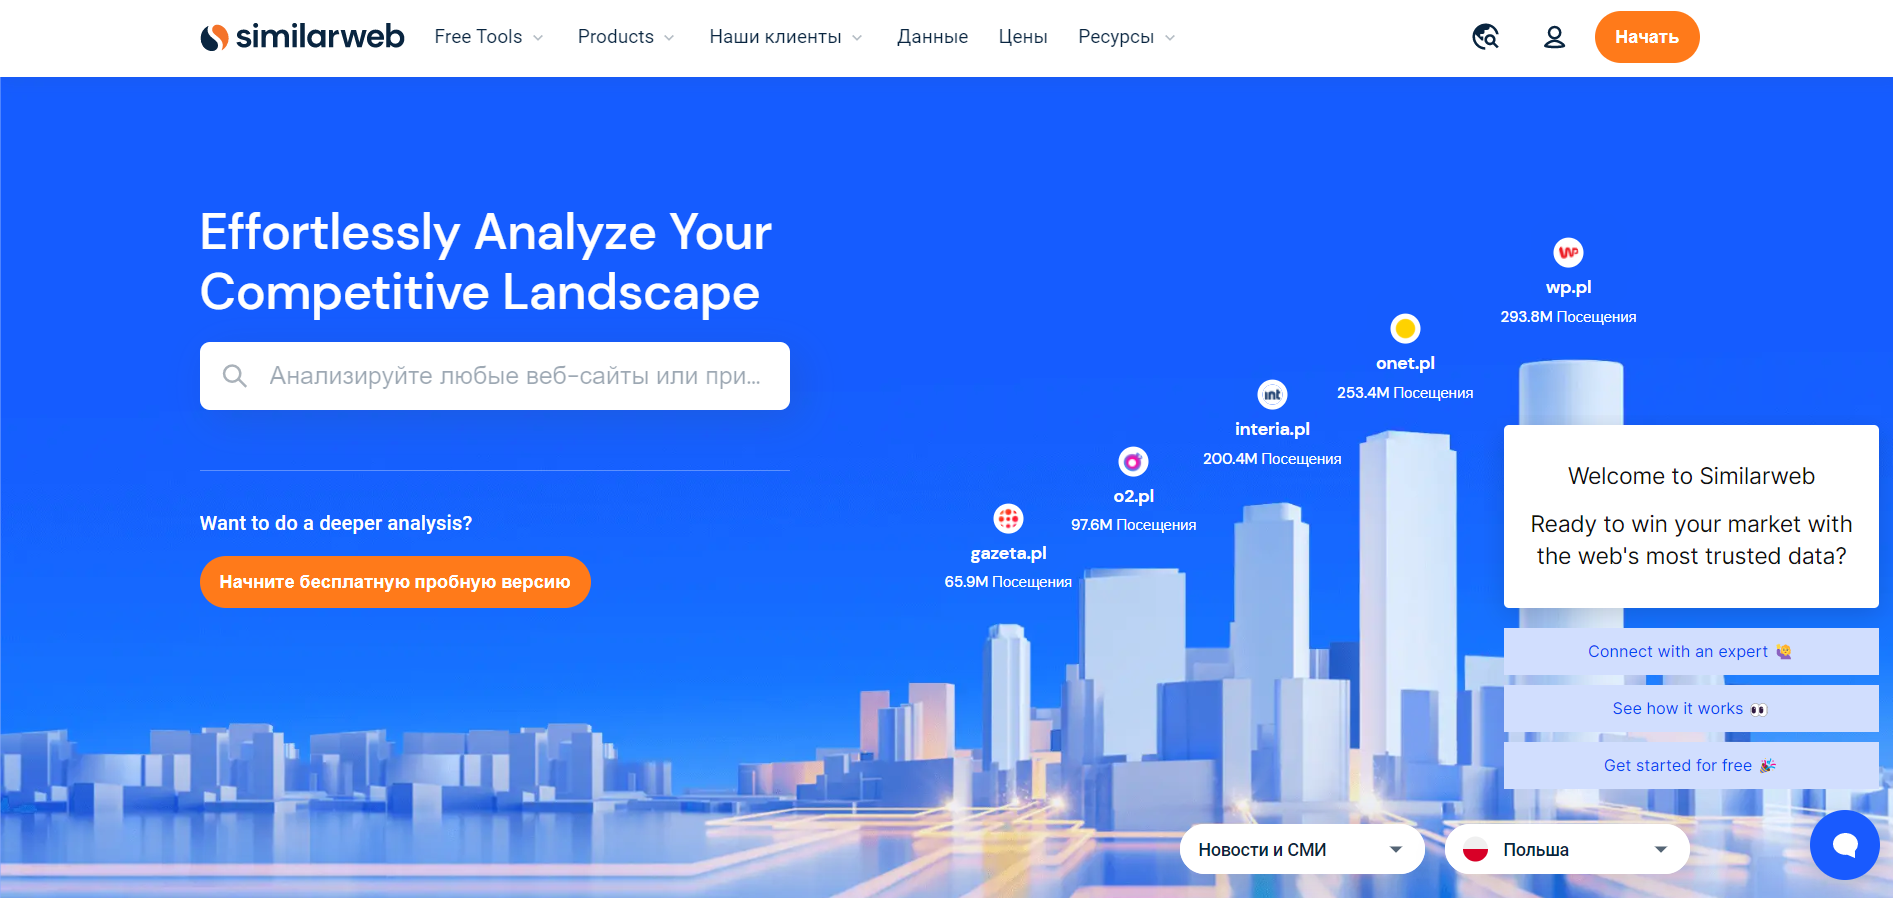 similarweb
Free Tools
Products
Наши клиенты
Данные
Цены
Ресурсы
Начать
Effortlessly Analyze Your
Competitive Landscape
Анализируйте любые веб-сайты или при...
Want to do a deeper analysis?
Начните бесплатную пробную версию
wp
wp.pl
293.8M Посещения
onet.pl
253.4M Посещения
int
interia.pl
200.4M Посещения
o2.pl
97.6M Посещения
gazeta.pl
65.9M Посещения
Welcome to Similarweb
Ready to win your market with
the web's most trusted data?
Connect with an expert 🙋
See how it works 👀
Get started for free 🎉
Новости и СМИ
Польша